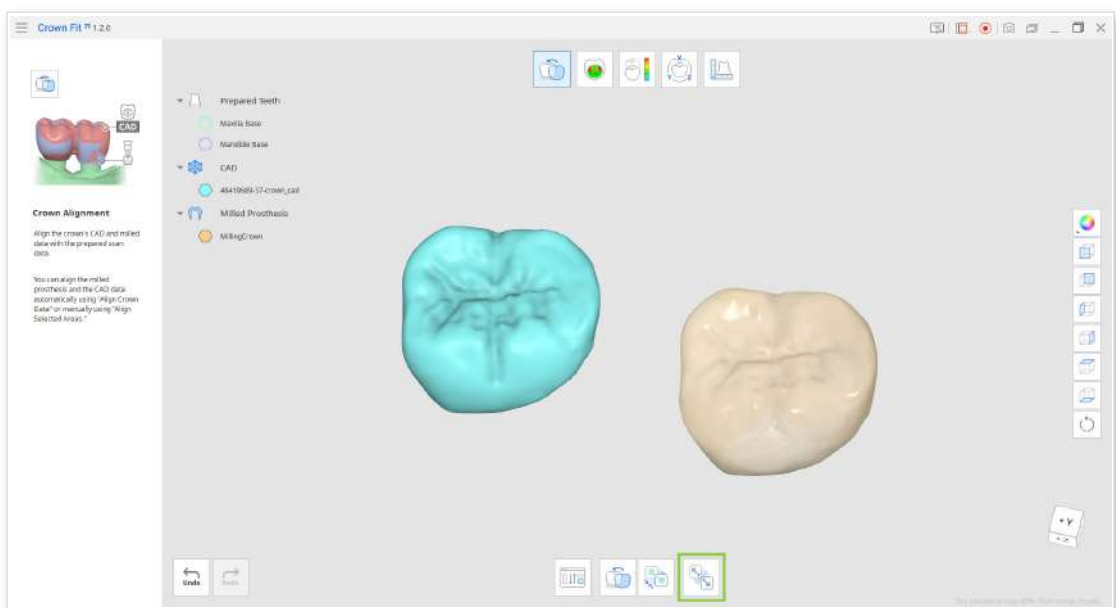 Crown Fit 1.2.0
CAD
Crown Alignment
Align the crown's CAD and milled
data with the prepared scan
data.
You can align the milled
prosthesis and the CAD data
automatically using "Align Crown
Data" or manually using "Align
Selected Areas."
Prepared Teeth
Maxilla Base
Mandible Base
CAD
Milled Prosthesis
MillingCrown
Undo
Redo
+Y